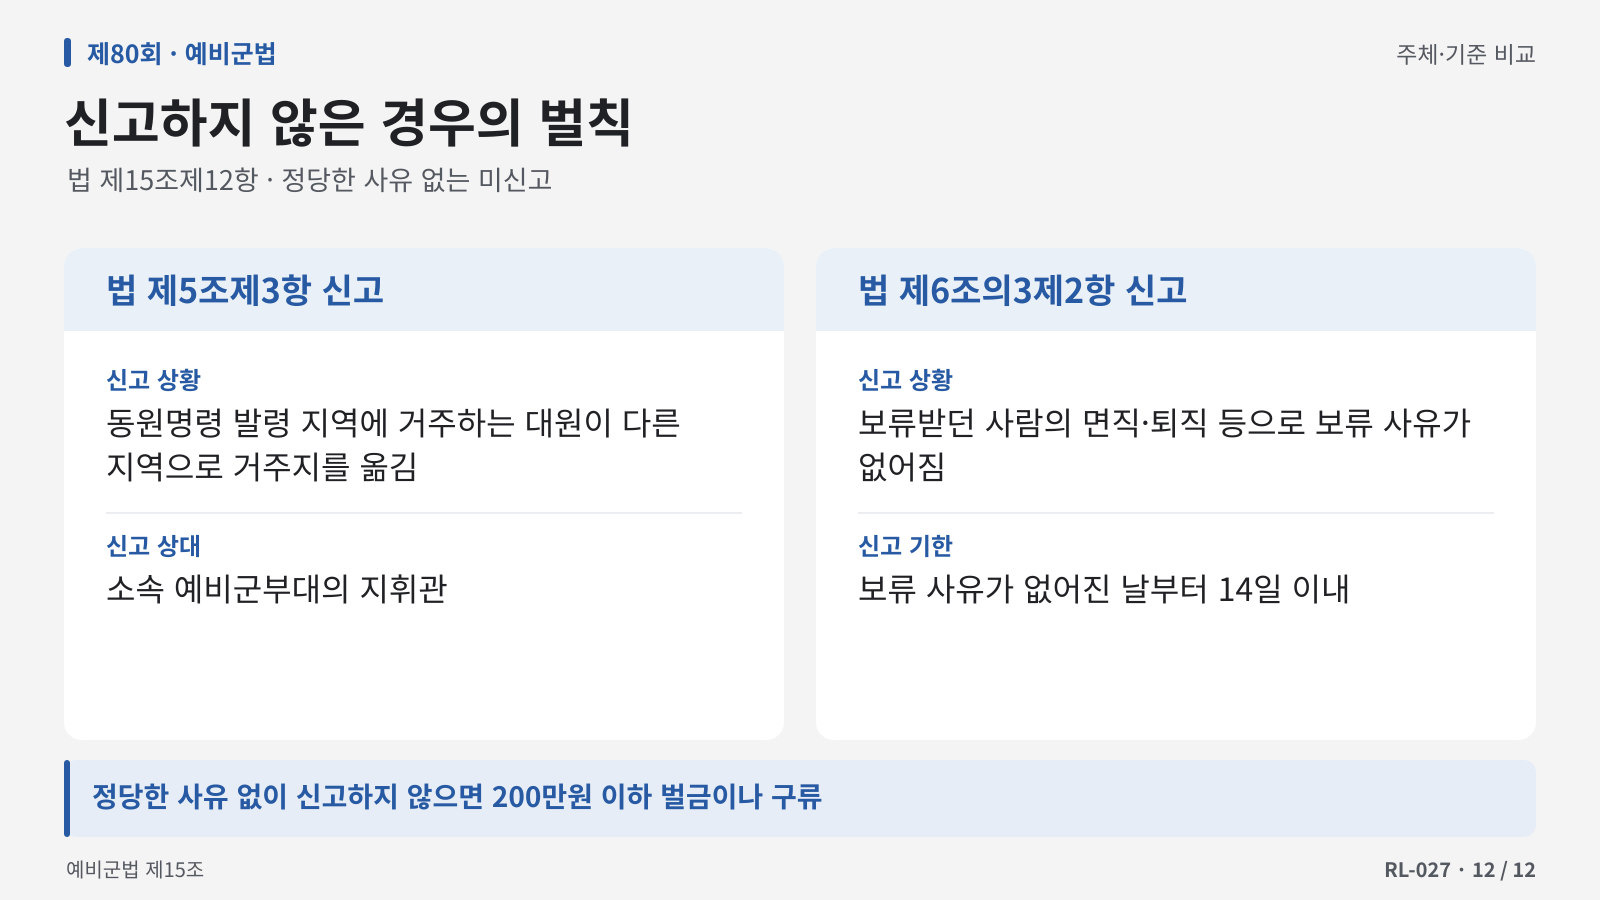 제80회 · 예비군법
주체·기준 비교
신고하지 않은 경우의 벌칙
법 제15조제12항 · 정당한 사유 없는 미신고
법 제5조제3항 신고
신고 상황
동원명령 발령 지역에 거주하는 대원이 다른
지역으로 거주지를 옮김
신고 상대
소속 예비군부대의 지휘관
법 제6조의3제2항 신고
신고 상황
보류받던 사람의 면직·퇴직 등으로 보류 사유가
없어짐
신고 기한
보류 사유가 없어진 날부터 14일 이내
정당한 사유 없이 신고하지 않으면 200만원 이하 벌금이나 구류
예비군법 제15조
RL-027 · 12 / 12